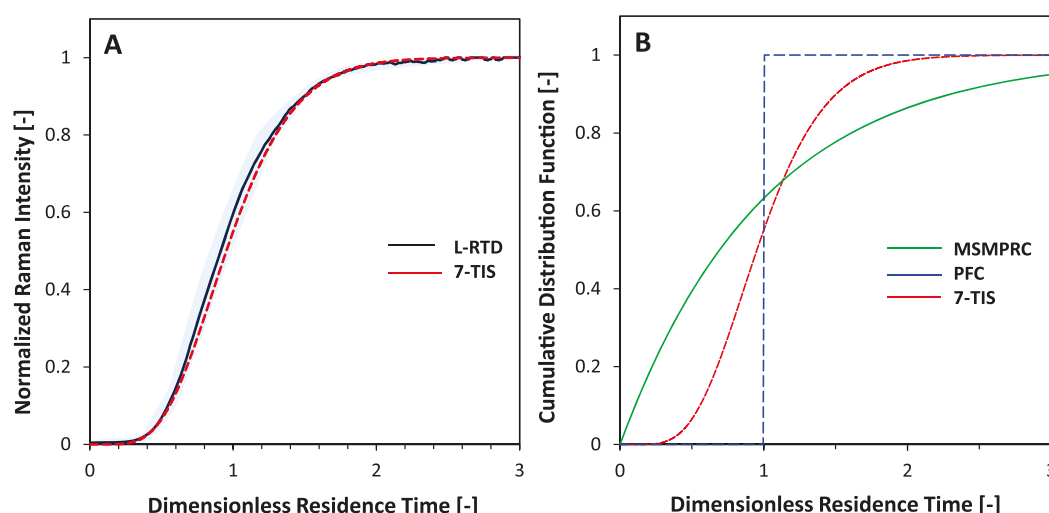 A
Normalized Raman Intensity [-]
1
0.8
0.6
0.4
0.2
0
0
1
2
3
L-RTD
7-TIS
Dimensionless Residence Time [-]
B
Cumulative Distribution Function [-]
1
0.8
0.6
0.4
0.2
0
0
1
2
3
MSMPRC
PFC
7-TIS
Dimensionless Residence Time [-]